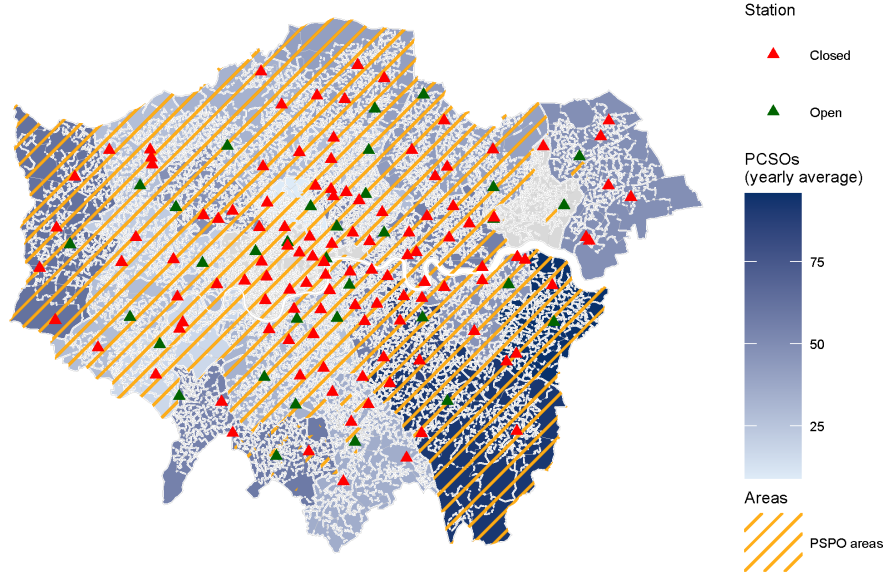 Station
Closed
Open
PCSOs
(yearly average)
75
50
25
Areas
PSPO areas